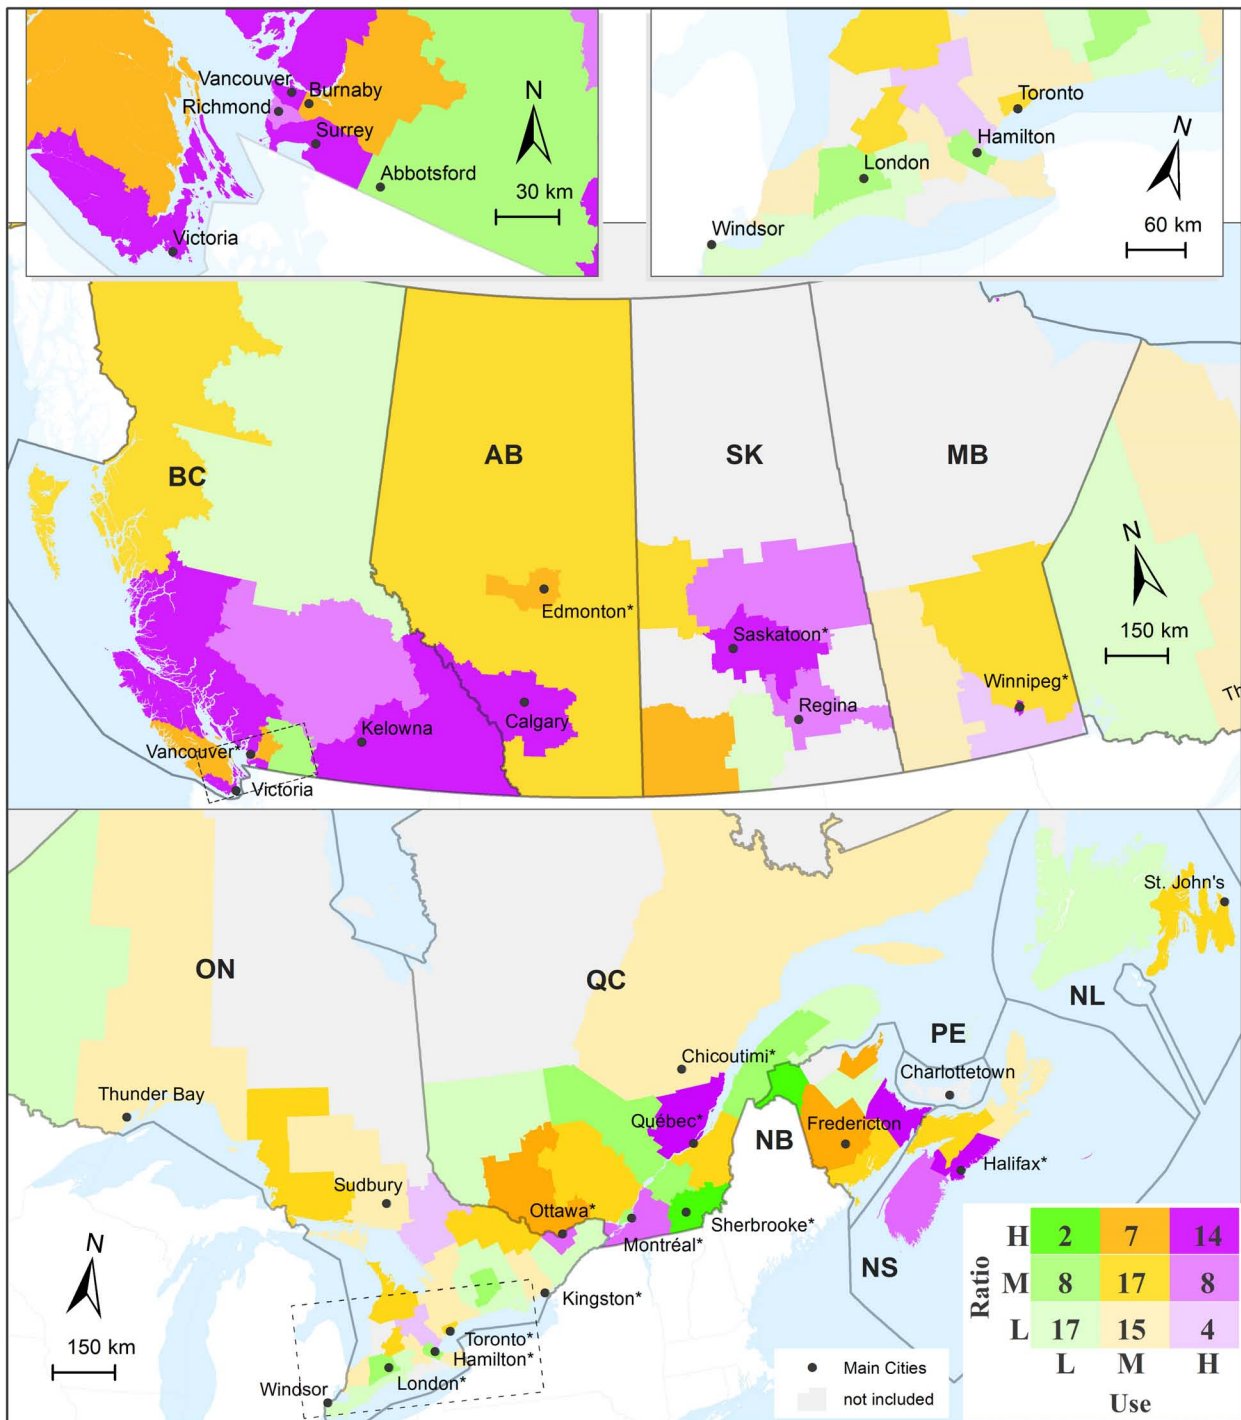 Vancouver
Burnaby
Richmond
Surrey
Abbotsford
Victoria
N
30 km
Toronto
Hamilton
London
Windsor
N
60 km
BC
AB
SK
MB
N
150 km
Edmonton*
Saskatoon*
Regina
Winnipeg*
Calgary
Kelowna
Vancouver*
Victoria
Th
ON
QC
NL
PE
NB
NS
St. John's
Chicoutimi*
Charlottetown
Thunder Bay
Québec*
Fredericton
Halifax*
Sudbury
Ottawa*
Montréal*
Sherbrooke*
Kingston*
Toronto*
Hamilton*
London*
Windsor
N
150 km
Main Cities
not included
Ratio
H 2 7 14
M 8 17 8
L 17 15 4
L M H
Use